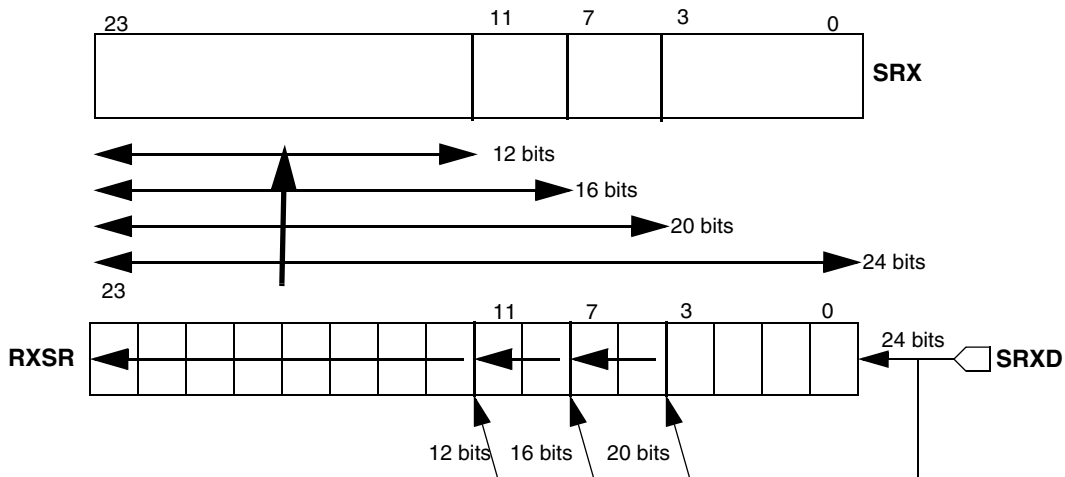 23 11 7 3 0
SRX
12 bits
16 bits
20 bits
24 bits
23
11 7 3 0
RXSR
24 bits
SRXD
12 bits 16 bits 20 bits